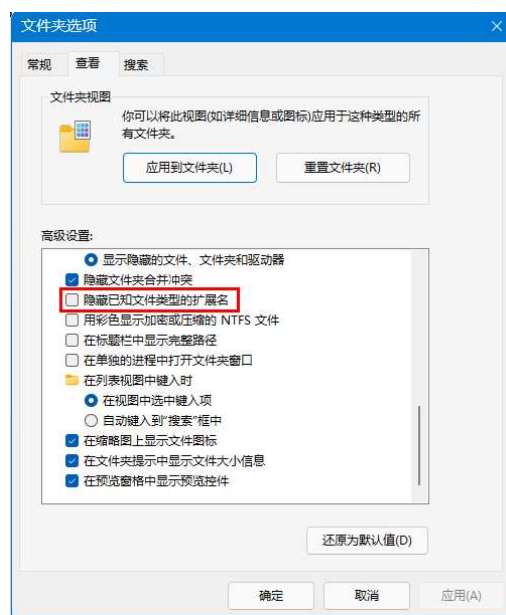 文件夹选项
常规 查看 搜索
文件夹视图
你可以将此视图(如详细信息或图标)应用于这种类型的所
有文件夹。
应用到文件夹(L) 重置文件夹(R)
高级设置:
显示隐藏的文件、文件夹和驱动器
隐藏文件夹合并冲突
隐藏已知文件类型的扩展名
用彩色显示加密或压缩的 NTFS 文件
在标题栏中显示完整路径
在单独的进程中打开文件夹窗口
在列表视图中键入时
在视图中选中键入项
自动键入到"搜索"框中
在缩略图上显示文件图标
在文件夹提示中显示文件大小信息
在预览窗格中显示预览控件
还原为默认值(D)
确定 取消 应用(A)